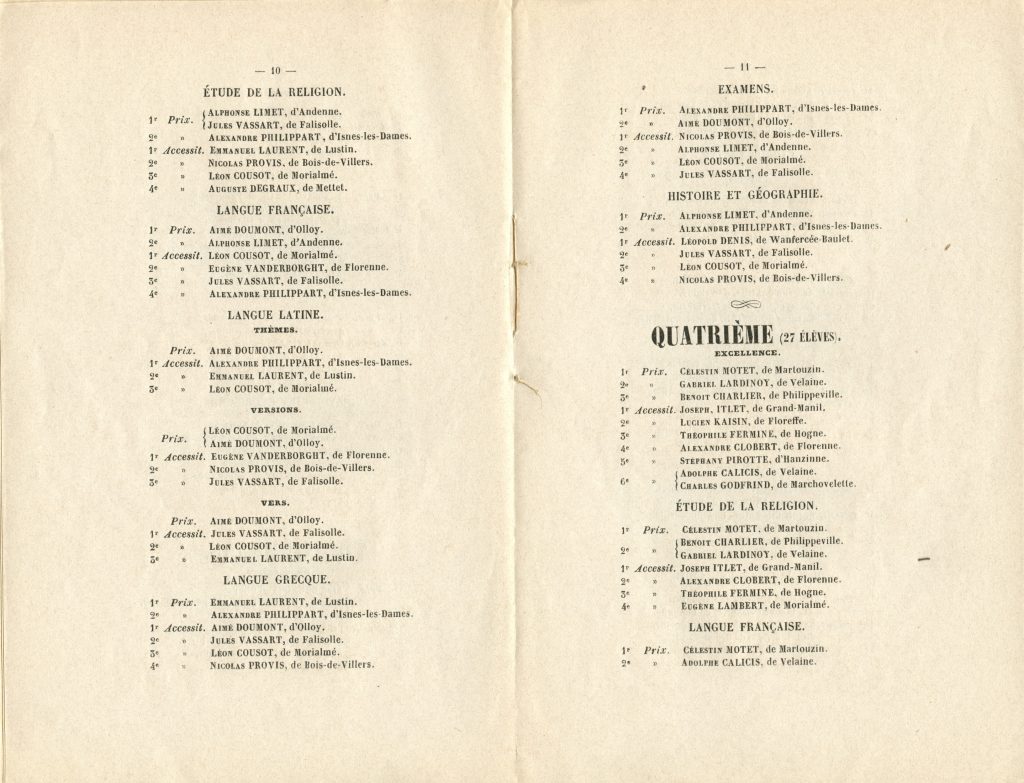 — 10 —
ÉTUDE DE LA RELIGION.
1r Prix. { ALPHONSE LIMET, d'Andenne.
JULES VASSART, de Falisolle.
2e » ALEXANDRE PHILIPPART, d'Isnes-les-Dames.
1r Accessit. EMMANUEL LAURENT, de Lustin.
2e » NICOLAS PROVIS, de Bois-de-Villers.
3e » LÉON COUSOT, de Morialmé.
4e » AUGUSTE DEGRAUX, de Mettet.
LANGUE FRANÇAISE.
1r Prix. AIMÉ DOUMONT, d'Olloy.
2e » ALPHONSE LIMET, d'Andenne.
1r Accessit. LÉON COUSOT, de Morialmé.
2e » EUGÈNE VANDERBORGHT, de Florenne.
3e » JULES VASSART, de Falisolle.
4e » ALEXANDRE PHILIPPART, d'Isnes-les-Dames.
LANGUE LATINE.
THÈMES.
Prix. AIMÉ DOUMONT, d'Olloy.
1r Accessit. ALEXANDRE PHILIPPART, d'Isnes-les-Dames.
2e » EMMANUEL LAURENT, de Lustin.
3e » LÉON COUSOT, de Morialmé.
VERSIONS.
Prix. { LÉON COUSOT, de Morialmé.
AIMÉ DOUMONT, d'Olloy.
1r Accessit. EUGÈNE VANDERBORGHT, de Florenne.
2e » NICOLAS PROVIS, de Bois-de-Villers.
3e » JULES VASSART, de Falisolle.
VERS.
Prix. AIMÉ DOUMONT, d'Olloy.
1r Accessit. JULES VASSART, de Falisolle.
2e » LÉON COUSOT, de Morialmé.
3e » EMMANUEL LAURENT, de Lustin.
LANGUE GRECQUE.
1r Prix. EMMANUEL LAURENT, de Lustin.
2e » ALEXANDRE PHILIPPART, d'Isnes-les-Dames.
1r Accessit. AIMÉ DOUMONT, d'Olloy.
2e » JULES VASSART, de Falisolle.
3e » LÉON COUSOT, de Morialmé.
4e » NICOLAS PROVIS, de Bois-de-Villers.
— 11 —
EXAMENS.
1r Prix. ALEXANDRE PHILIPPART, d'Isnes-les-Dames.
2e » AIMÉ DOUMONT, d'Olloy.
1r Accessit. NICOLAS PROVIS, de Bois-de-Villers.
2e » ALPHONSE LIMET, d'Andenne.
3e » LÉON COUSOT, de Morialmé.
4e » JULES VASSART, de Falisolle.
HISTOIRE ET GÉOGRAPHIE.
1r Prix. ALPHONSE LIMET, d'Andenne.
2e » ALEXANDRE PHILIPPART, d'Isnes-les-Dames.
1r Accessit. LÉOPOLD DENIS, de Wanfercée-Baulet.
2e » JULES VASSART, de Falisolle.
3e » LÉON COUSOT, de Morialmé.
4e » NICOLAS PROVIS, de Bois-de-Villers.
QUATRIÈME (27 ÉLÈVES).
EXCELLENCE.
1r Prix. CÉLESTIN MOTET, de Martouzin.
2e » GABRIEL LARDINOY, de Velaine.
3e » BENOIT CHARLIER, de Philippeville.
1r Accessit. JOSEPH, ITLET, de Grand-Manil.
2e » LUCIEN KAISIN, de Floreffe.
3e » THÉOPHILE FERMINE, de Hogne.
4e » ALEXANDRE CLOBERT, de Florenne.
5e » STÉPHANY PIROTTE, d'Hanzinne.
6e » { ADOLPHE CALICIS, de Velaine.
CHARLES GODFRIND, de Marchovelette.
ÉTUDE DE LA RELIGION.
1r Prix. CÉLESTIN MOTET, de Martouzin.
2e » { BENOIT CHARLIER, de Philippeville.
GABRIEL LARDINOY, de Velaine.
1r Accessit. JOSEPH ITLET, de Grand-Manil.
2e » ALEXANDRE CLOBERT, de Florenne.
3e » THÉOPHILE FERMINE, de Hogne.
4e » EUGÈNE LAMBERT, de Morialmé.
LANGUE FRANÇAISE.
1r Prix. CÉLESTIN MOTET, de Martouzin.
2e » ADOLPHE CALICIS, de Velaine.